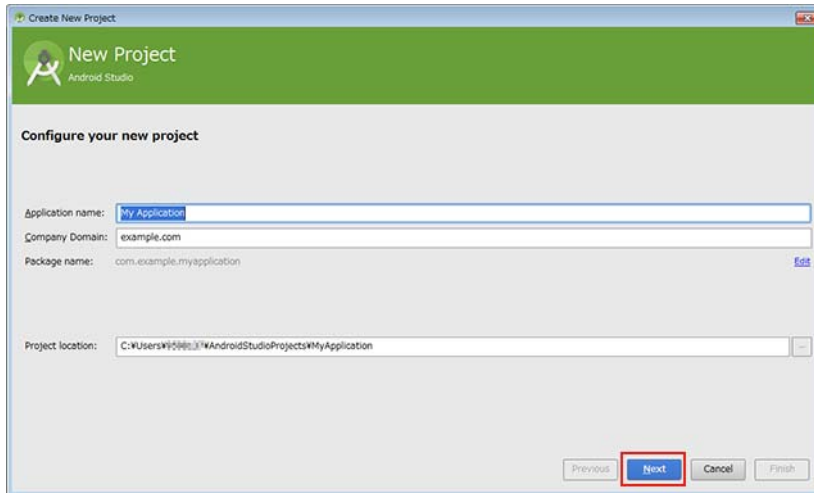 Create New Project
New Project
Android Studio
Configure your new project
Application name: My Application
Company Domain: example.com
Package name: com.example.myapplication Edit
Project location: C:¥Users¥ ¥AndroidStudioProjects¥MyApplication ...
Previous Next Cancel Finish